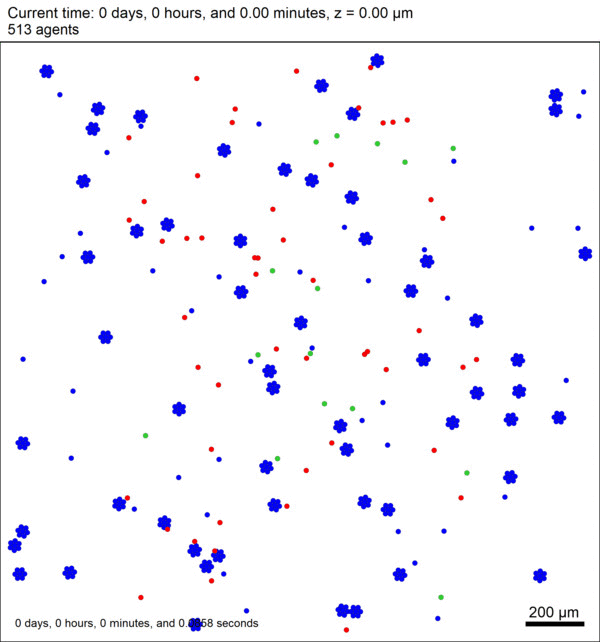 Current time: 0 days, 0 hours, and 0.00 minutes, z = 0.00 μm
513 agents
200 μm
0 days, 0 hours, 0 minutes, and seconds